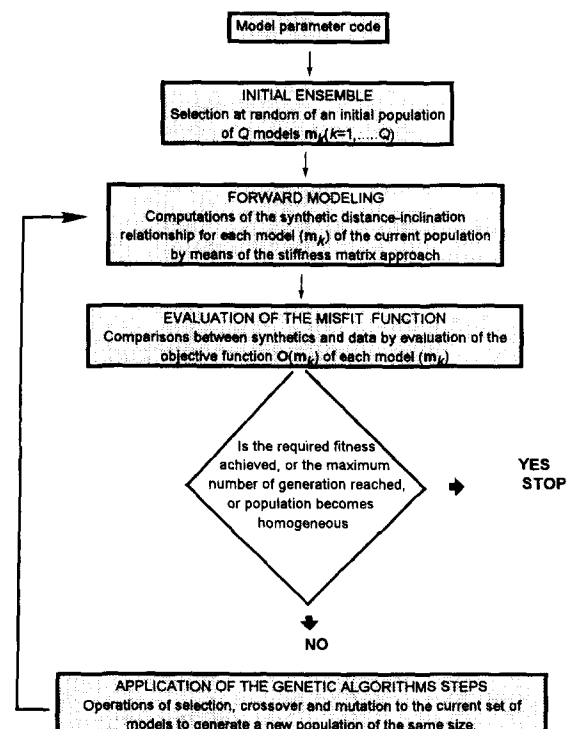 Model parameter code
INITIAL ENSEMBLE
Selection at random of an initial population
of Q models mk(k=1,....Q)
FORWARD MODELING
Computations of the synthetic distance-inclination
relationship for each model (mk) of the current population
by means of the stiffness matrix approach
EVALUATION OF THE MISFIT FUNCTION
Comparisons between synthetics and data by evaluation of the
objective function O(mk) of each model (mk)
Is the required fitness
achieved, or the maximum
number of generation reached,
or population becomes
homogeneous
YES
STOP
NO
APPLICATION OF THE GENETIC ALGORITHMS STEPS
Operations of selection, crossover and mutation to the current set of
models to generate a new population of the same size.